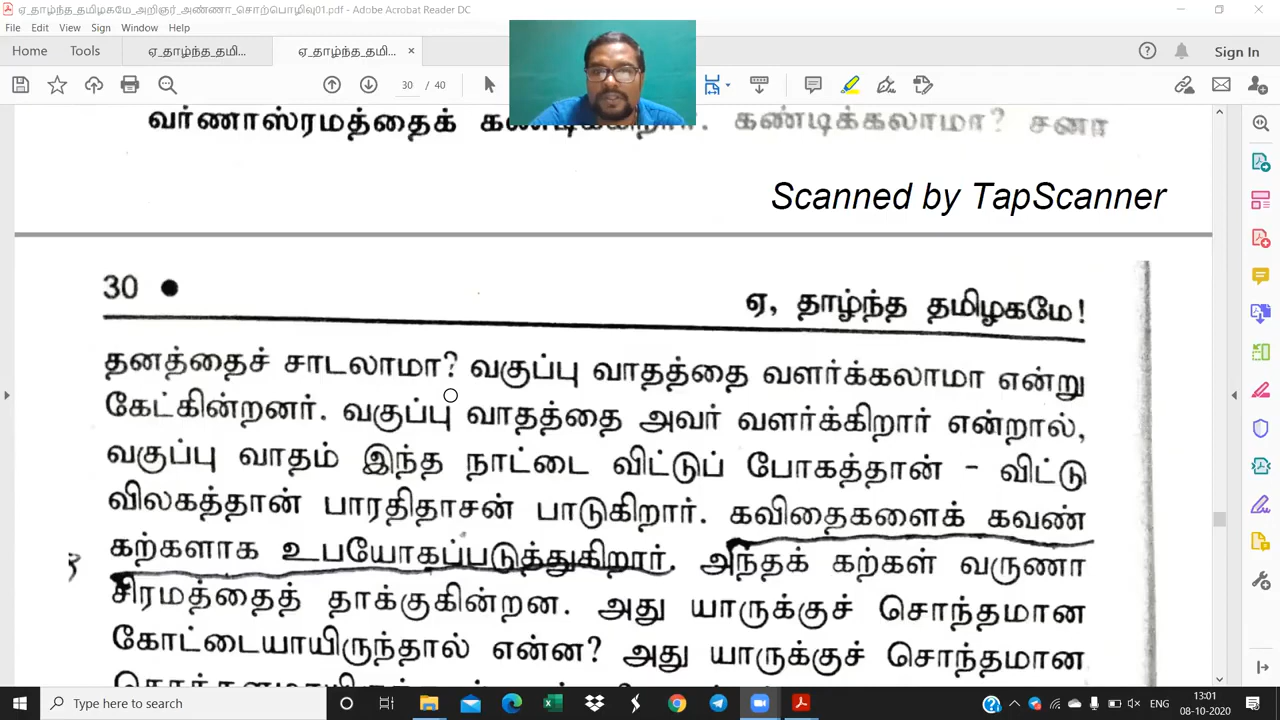 ஏ_தாழ்ந்த_தமிழகமே_அறிஞர்_அண்ணா_சொற்பொழிவு01.pdf - Adobe Acrobat Reader DC
File Edit View Sign Window Help
Home Tools ஏ_தாழ்ந்த_தமி... ஏ_தாழ்ந்த_தமி... × Sign In
30 / 40
வர்ணாஸ்ரமத்தைக் கண்டிக்கலாமா? சனா
Scanned by TapScanner
30 ● ஏ, தாழ்ந்த தமிழகமே!
தனத்தைச் சாடலாமா? வகுப்பு வாதத்தை வளர்க்கலாமா என்று
கேட்கின்றனர். வகுப்பு வாதத்தை அவர் வளர்க்கிறார் என்றால்,
வகுப்பு வாதம் இந்த நாட்டை விட்டுப் போகத்தான் - விட்டு
விலகத்தான் பாரதிதாசன் பாடுகிறார். கவிதைகளைக் கவண்
கற்களாக உபயோகப்படுத்துகிறார். அந்தக் கற்கள் வருணா
சிரமத்தைத் தாக்குகின்றன. அது யாருக்குச் சொந்தமான
கோட்டையாயிருந்தால் என்ன? அது யாருக்குச் சொந்தமான
Type here to search
13:01
08-10-2020